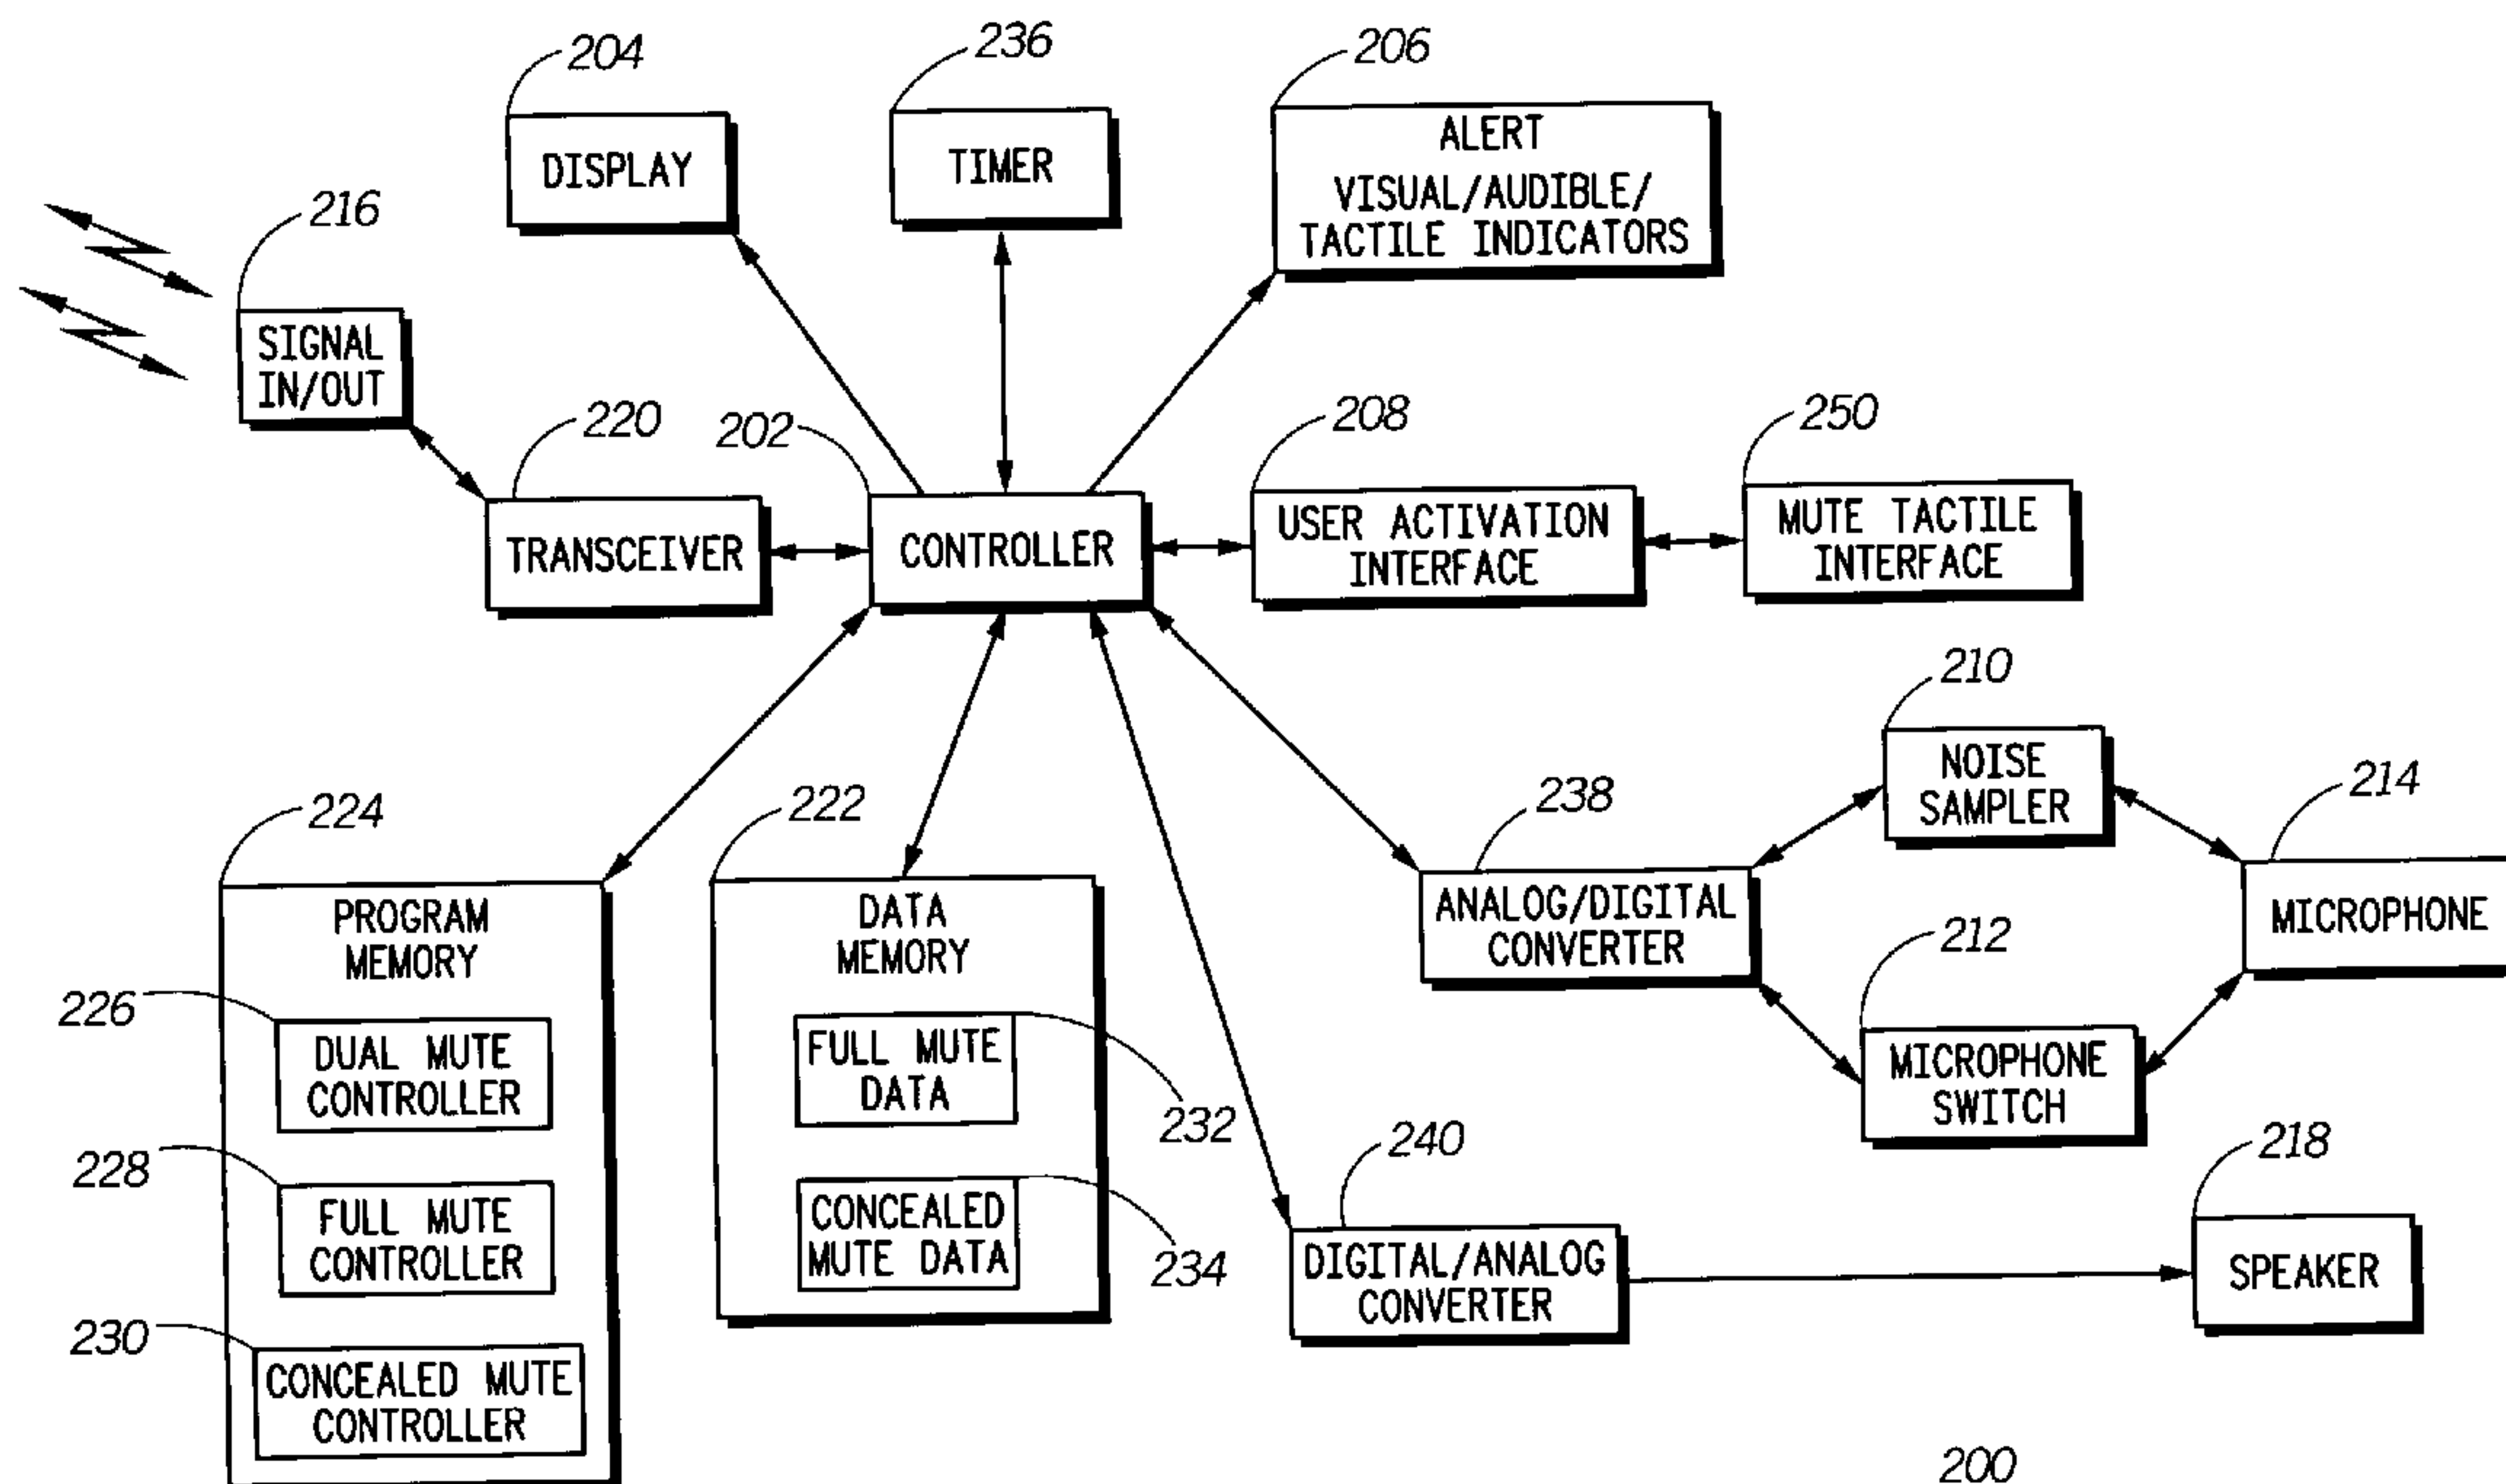 204
236
206
DISPLAY
TIMER
ALERT
VISUAL/AUDIBLE/
TACTILE INDICATORS
216
SIGNAL
IN/OUT
220
202
208
250
TRANSCEIVER
CONTROLLER
USER ACTIVATION
INTERFACE
MUTE TACTILE
INTERFACE
210
NOISE
SAMPLER
214
MICROPHONE
238
ANALOG/DIGITAL
CONVERTER
212
MICROPHONE
SWITCH
224
PROGRAM
MEMORY
226
DUAL MUTE
CONTROLLER
228
FULL MUTE
CONTROLLER
230
CONCEALED MUTE
CONTROLLER
222
DATA
MEMORY
FULL MUTE
DATA
232
CONCEALED
MUTE DATA
234
240
DIGITAL/ANALOG
CONVERTER
218
SPEAKER
200